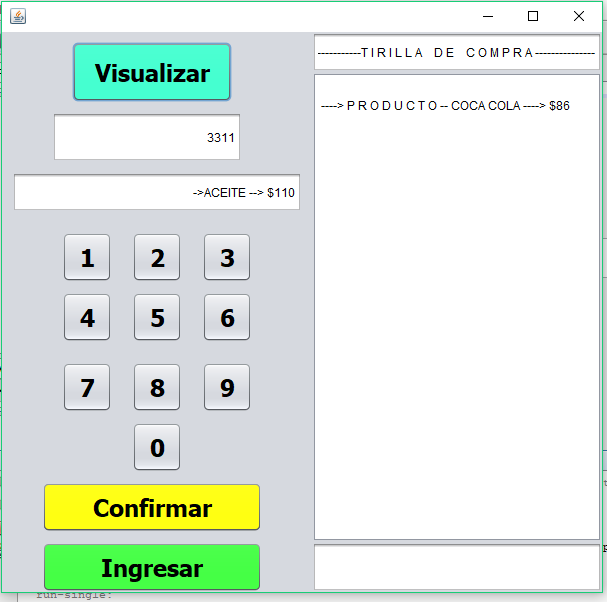 Visualizar
3311
->ACEITE --> $110
1 2 3
4 5 6
7 8 9
0
Confirmar
Ingresar
-----------T I R I L L A   D E   C O M P R A---------------
----> P R O D U C T O -- COCA COLA ----> $86
run-single: